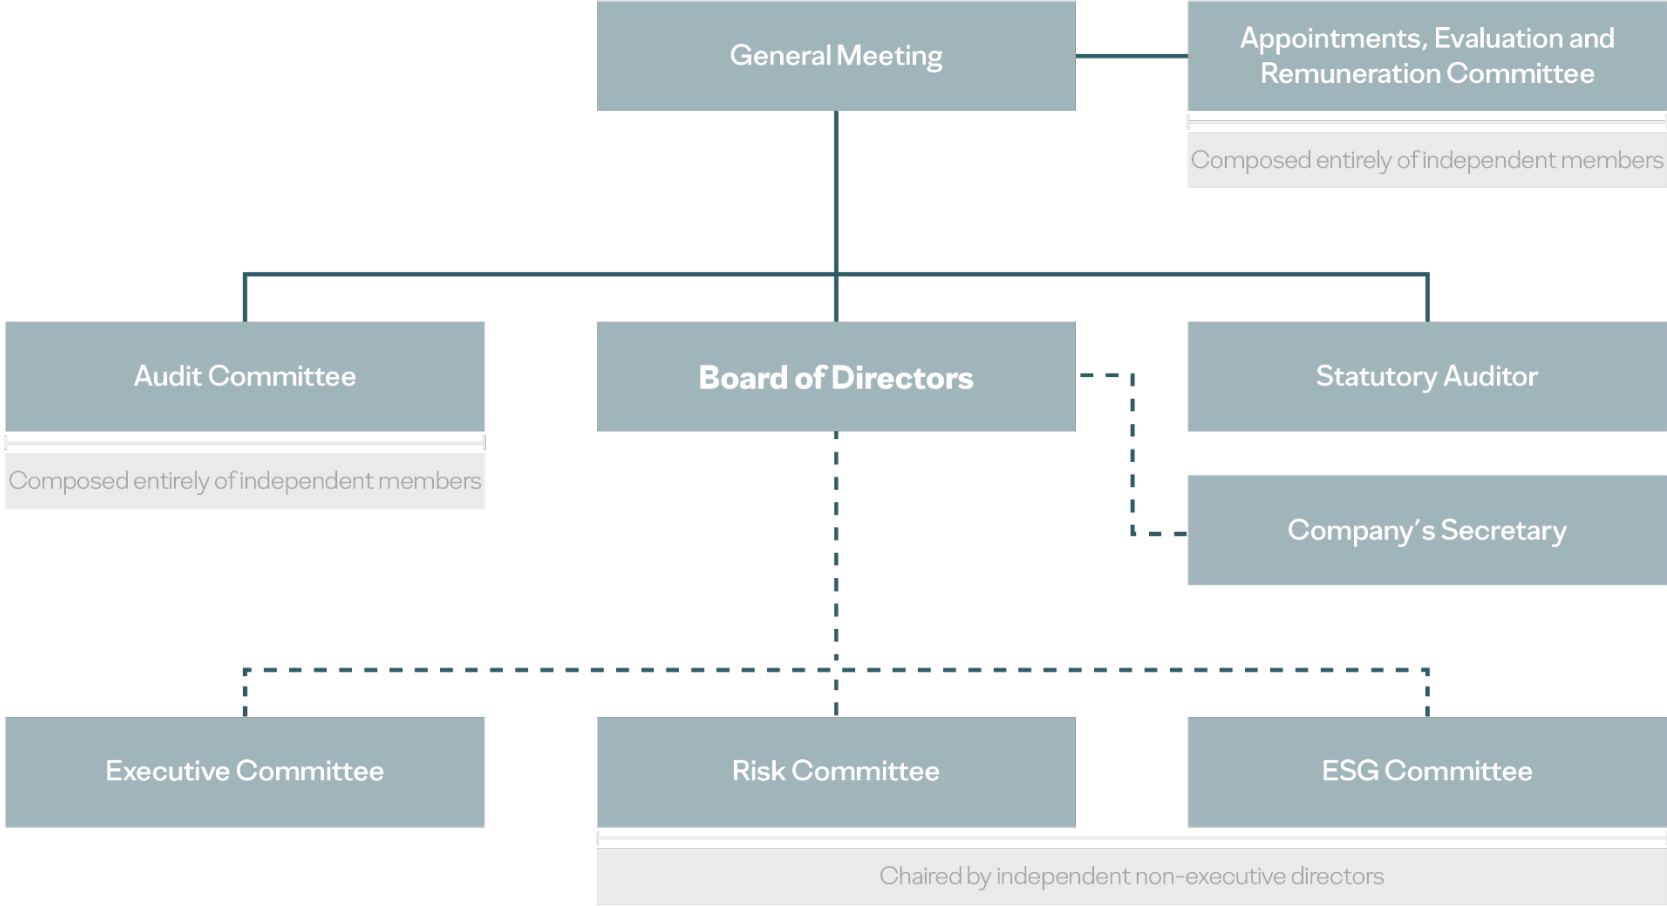 General Meeting
Appointments, Evaluation and
Remuneration Committee
Composed entirely of independent members
Audit Committee
Board of Directors
Statutory Auditor
Composed entirely of independent members
Company's Secretary
Executive Committee
Risk Committee
ESG Committee
Chaired by independent non-executive directors